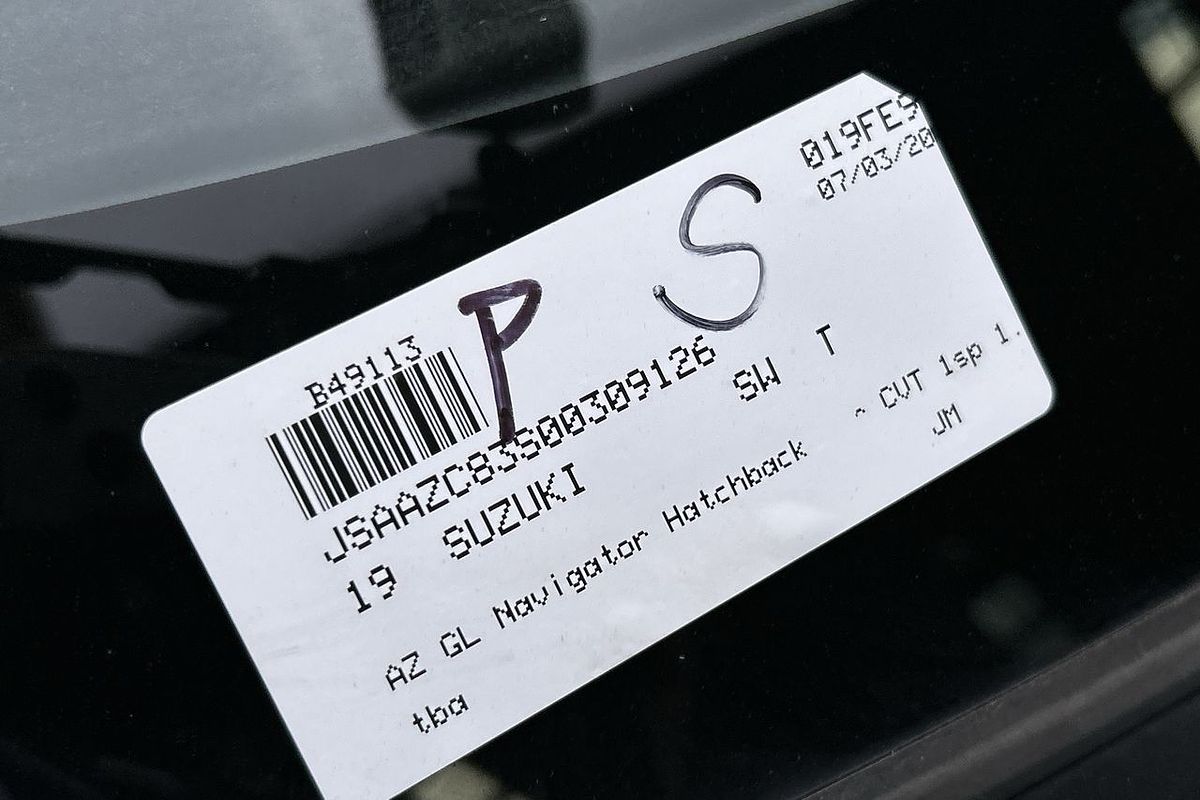 019FE9
07/03/20
P S
B49113
JSAAZC83S00309126
19 SUZUKI SW T
AZ GL Navigator Hatchback - CVT 1sp 1.
tba JM